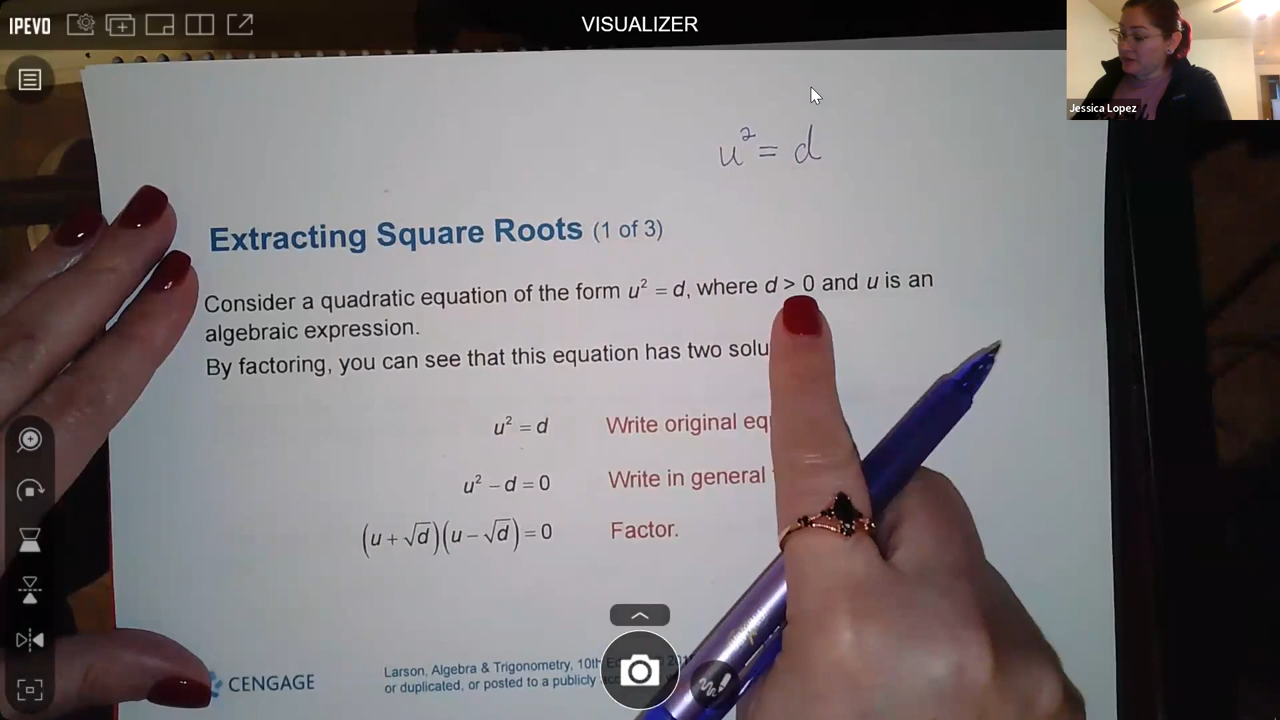 IPEVO
VISUALIZER
Jessica Lopez
u² = d
Extracting Square Roots (1 of 3)
Consider a quadratic equation of the form u² = d, where d > 0 and u is an
algebraic expression.
By factoring, you can see that this equation has two
u² = d Write original
u² − d = 0 Write in general
(u + √d)(u − √d) = 0 Factor.
CENGAGE
Larson, Algebra & Trigonometry, 10th
or duplicated, or posted to a publicly